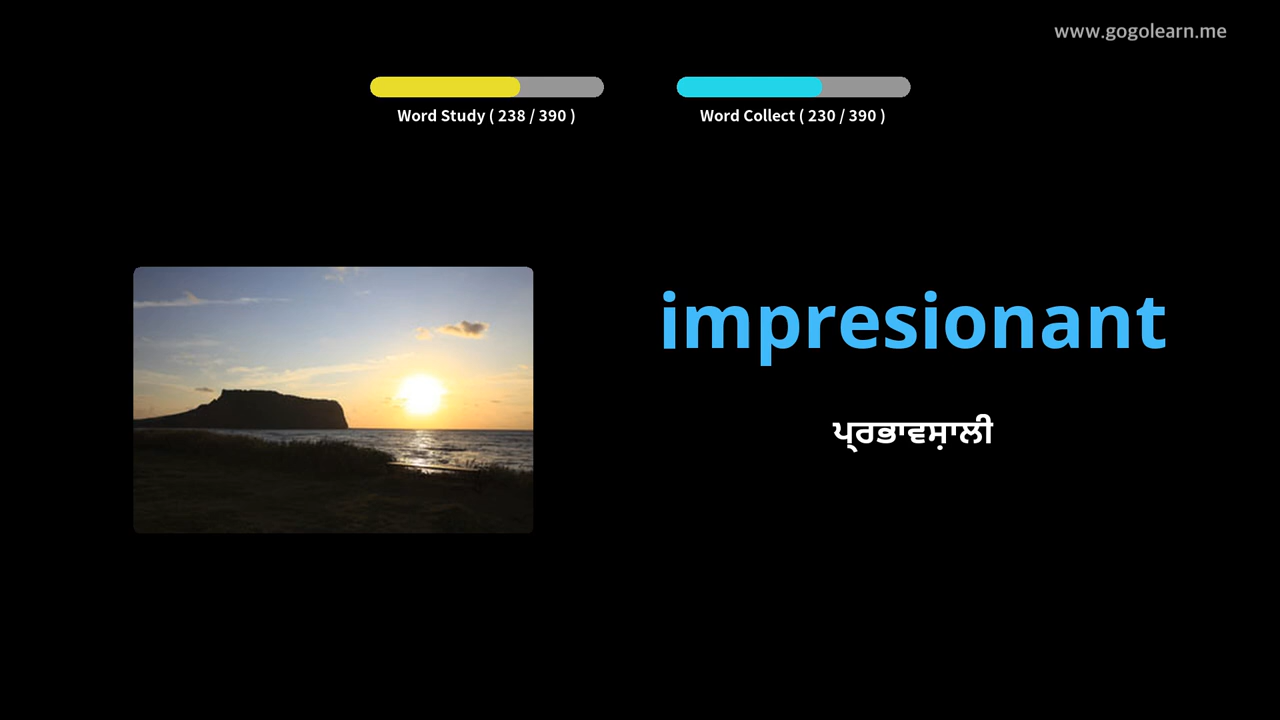 www.gogolearn.me
Word Study ( 238 / 390 )
Word Collect ( 230 / 390 )
impresionant
ਪ੍ਰਭਾਵਸ਼ਾਲੀ